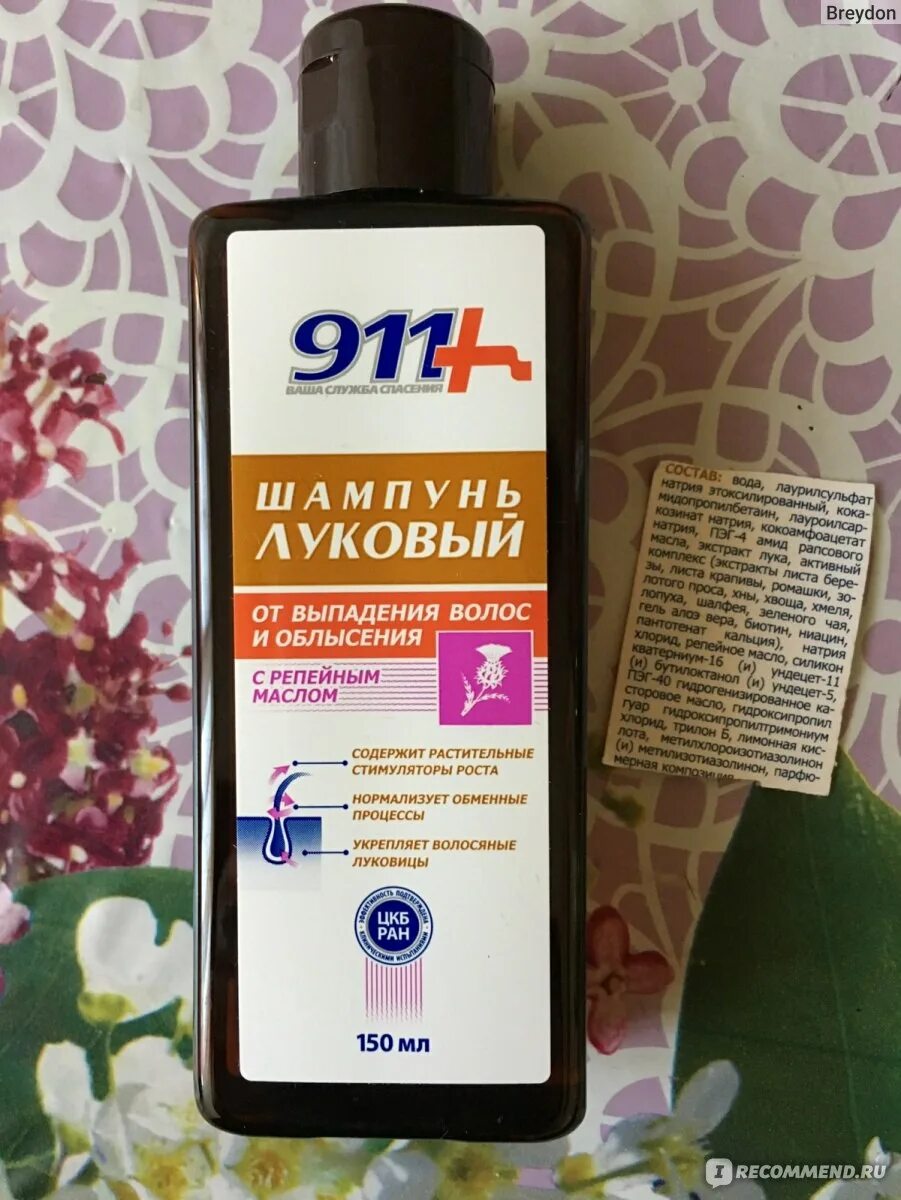 Breydon
911+
ВАША СЛУЖБА СПАСЕНИЯ
ШАМПУНЬ
ЛУКОВЫЙ
ОТ ВЫПАДЕНИЯ ВОЛОС
И ОБЛЫСЕНИЯ
С РЕПЕЙНЫМ
МАСЛОМ
СОДЕРЖИТ РАСТИТЕЛЬНЫЕ
СТИМУЛЯТОРЫ РОСТА
НОРМАЛИЗУЕТ ОБМЕННЫЕ
ПРОЦЕССЫ
УКРЕПЛЯЕТ ВОЛОСЯНЫЕ
ЛУКОВИЦЫ
ЭФФЕКТИВНОСТЬ ПОДТВЕРЖДЕНА
ЦКБ
РАН
КЛИНИЧЕСКИМИ ИСПЫТАНИЯМИ
150 мл
СОСТАВ: вода, лаурилсульфат
натрия этоксилированный, кока-
мидопропилбетаин, лауроилсар-
козинат натрия, кокоамфоацетат
натрия, ПЭГ-4 амид рапсового
масла, экстракт лука, активный
комплекс (экстракты листа бере-
зы, листа крапивы, ромашки, зо-
лотого проса, хны, хвоща, хмеля,
лопуха, шалфея, зеленого чая,
гель алоэ вера, биотин, ниацин,
пантотенат кальция), натрия
хлорид, репейное масло, силикон
кватерниум-16 (и) ундецет-11
(и) бутилоктанол (и) ундецет-5,
ПЭГ-40 гидрогенизированное ка-
сторовое масло, гидроксипропил
гуар гидроксипропилтримониум
хлорид, трилон Б, лимонная кис-
лота, метилхлороизотиазолинон
(и) метилизотиазолинон, парфю-
мерная композиция
I RECOMMEND.RU